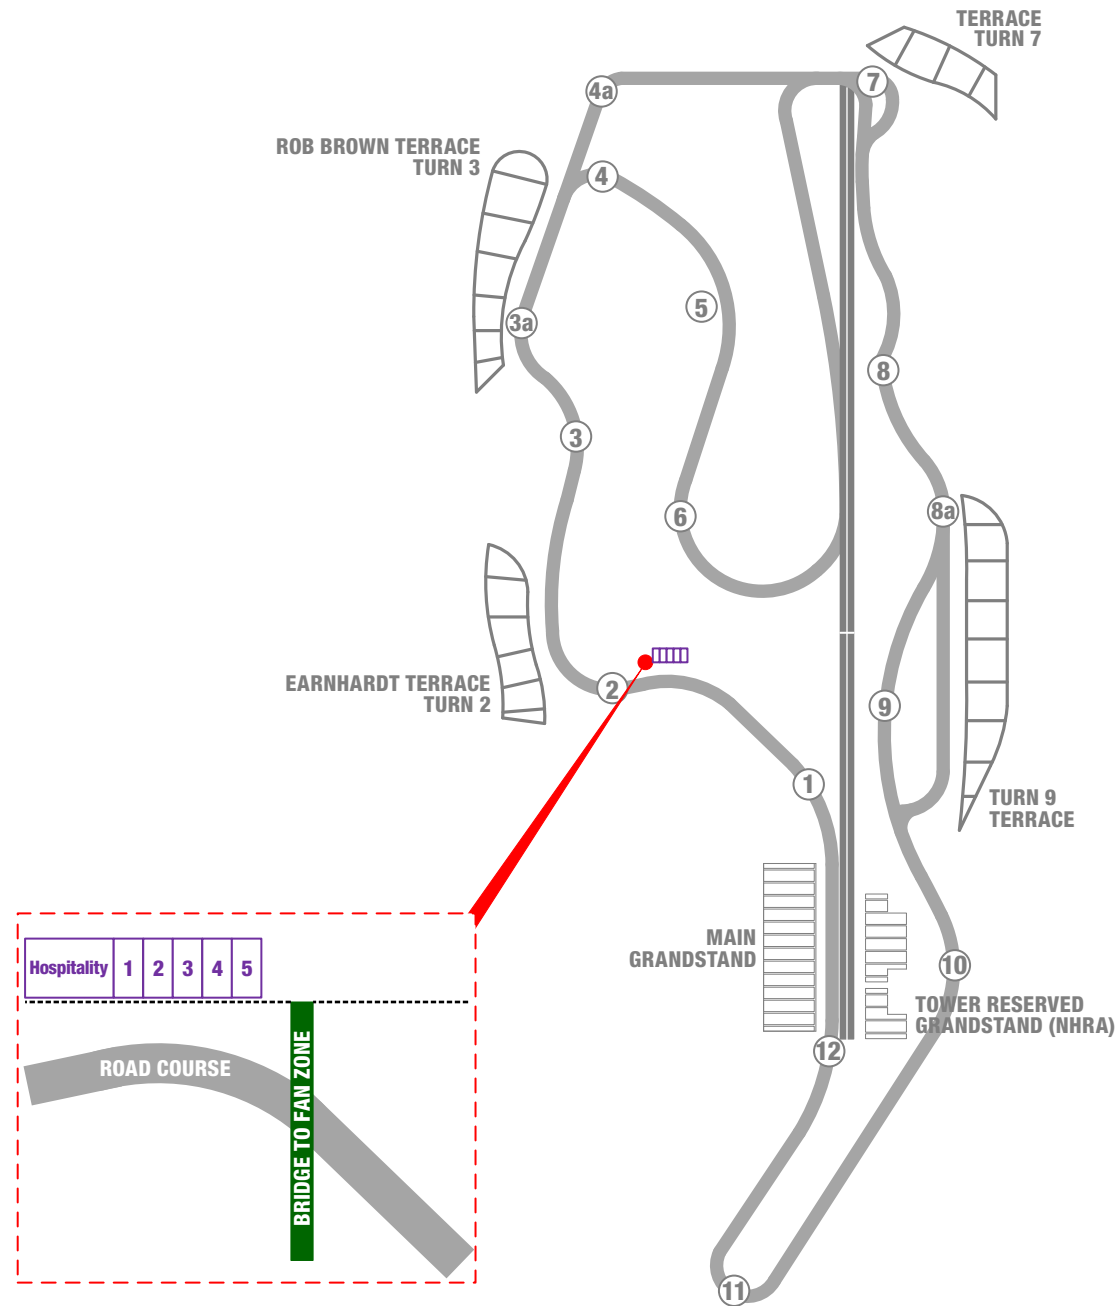 TERRACE
TURN 7
7
4a
ROB BROWN TERRACE
TURN 3
4
5
3a
8
3
8a
6
EARNHARDT TERRACE
TURN 2
2
9
1
TURN 9
TERRACE
MAIN
GRANDSTAND
10
TOWER RESERVED
GRANDSTAND (NHRA)
12
11
Hospitality 1 2 3 4 5
ROAD COURSE
BRIDGE TO FAN ZONE